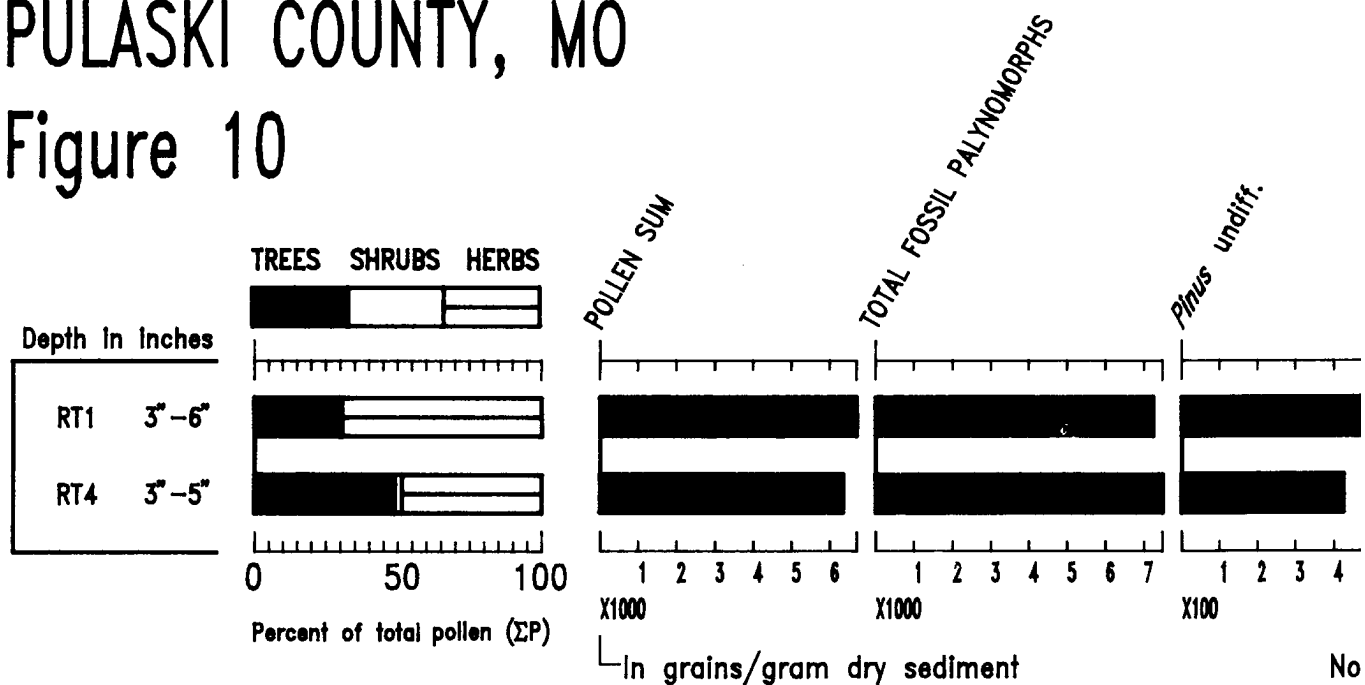 PULASKI COUNTY, MO
Figure 10
TREES SHRUBS HERBS
POLLEN SUM
TOTAL FOSSIL PALYNOMORPHS
Pinus undiff.
Depth in inches
RT1 3"-6"
RT4 3"-5"
0 50 100
1 2 3 4 5 6
1 2 3 4 5 6 7
1 2 3 4
X1000
X1000
X100
Percent of total pollen (ΣP)
In grains/gram dry sediment
No